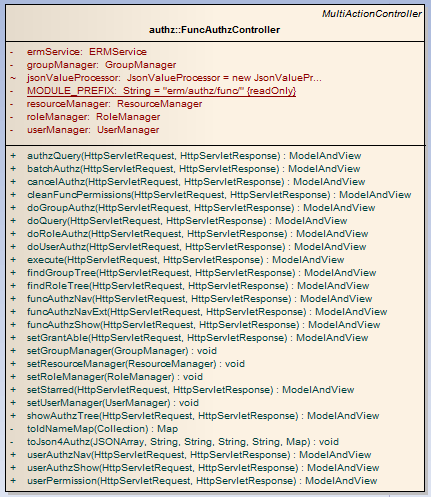 MultiActionController
authz::FuncAuthzController
- ermService: ERMService
- groupManager: GroupManager
~ jsonValueProcessor: JsonValueProcessor = new JsonValuePr...
- MODULE_PREFIX: String = "erm/authz/func/" {readOnly}
- resourceManager: ResourceManager
- roleManager: RoleManager
- userManager: UserManager
+ authzQuery(HttpServletRequest, HttpServletResponse) : ModelAndView
+ batchAuthz(HttpServletRequest, HttpServletResponse) : ModelAndView
+ cancelAuthz(HttpServletRequest, HttpServletResponse) : ModelAndView
+ cleanFuncPermissions(HttpServletRequest, HttpServletResponse) : ModelAndView
+ doGroupAuthz(HttpServletRequest, HttpServletResponse) : ModelAndView
+ doQuery(HttpServletRequest, HttpServletResponse) : ModelAndView
+ doRoleAuthz(HttpServletRequest, HttpServletResponse) : ModelAndView
+ doUserAuthz(HttpServletRequest, HttpServletResponse) : ModelAndView
+ execute(HttpServletRequest, HttpServletResponse) : ModelAndView
+ findGroupTree(HttpServletRequest, HttpServletResponse) : ModelAndView
+ findRoleTree(HttpServletRequest, HttpServletResponse) : ModelAndView
+ funcAuthzNav(HttpServletRequest, HttpServletResponse) : ModelAndView
+ funcAuthzNavExt(HttpServletRequest, HttpServletResponse) : ModelAndView
+ funcAuthzShow(HttpServletRequest, HttpServletResponse) : ModelAndView
+ setGrantAble(HttpServletRequest, HttpServletResponse) : ModelAndView
+ setGroupManager(GroupManager) : void
+ setResourceManager(ResourceManager) : void
+ setRoleManager(RoleManager) : void
+ setStarred(HttpServletRequest, HttpServletResponse) : ModelAndView
+ setUserManager(UserManager) : void
+ showAuthzTree(HttpServletRequest, HttpServletResponse) : ModelAndView
- toIdNameMap(Collection) : Map
- toJson4Authz(JSONArray, String, String, String, String, Map) : void
+ userAuthzNav(HttpServletRequest, HttpServletResponse) : ModelAndView
+ userAuthzShow(HttpServletRequest, HttpServletResponse) : ModelAndView
+ userPermission(HttpServletRequest, HttpServletResponse) : ModelAndView